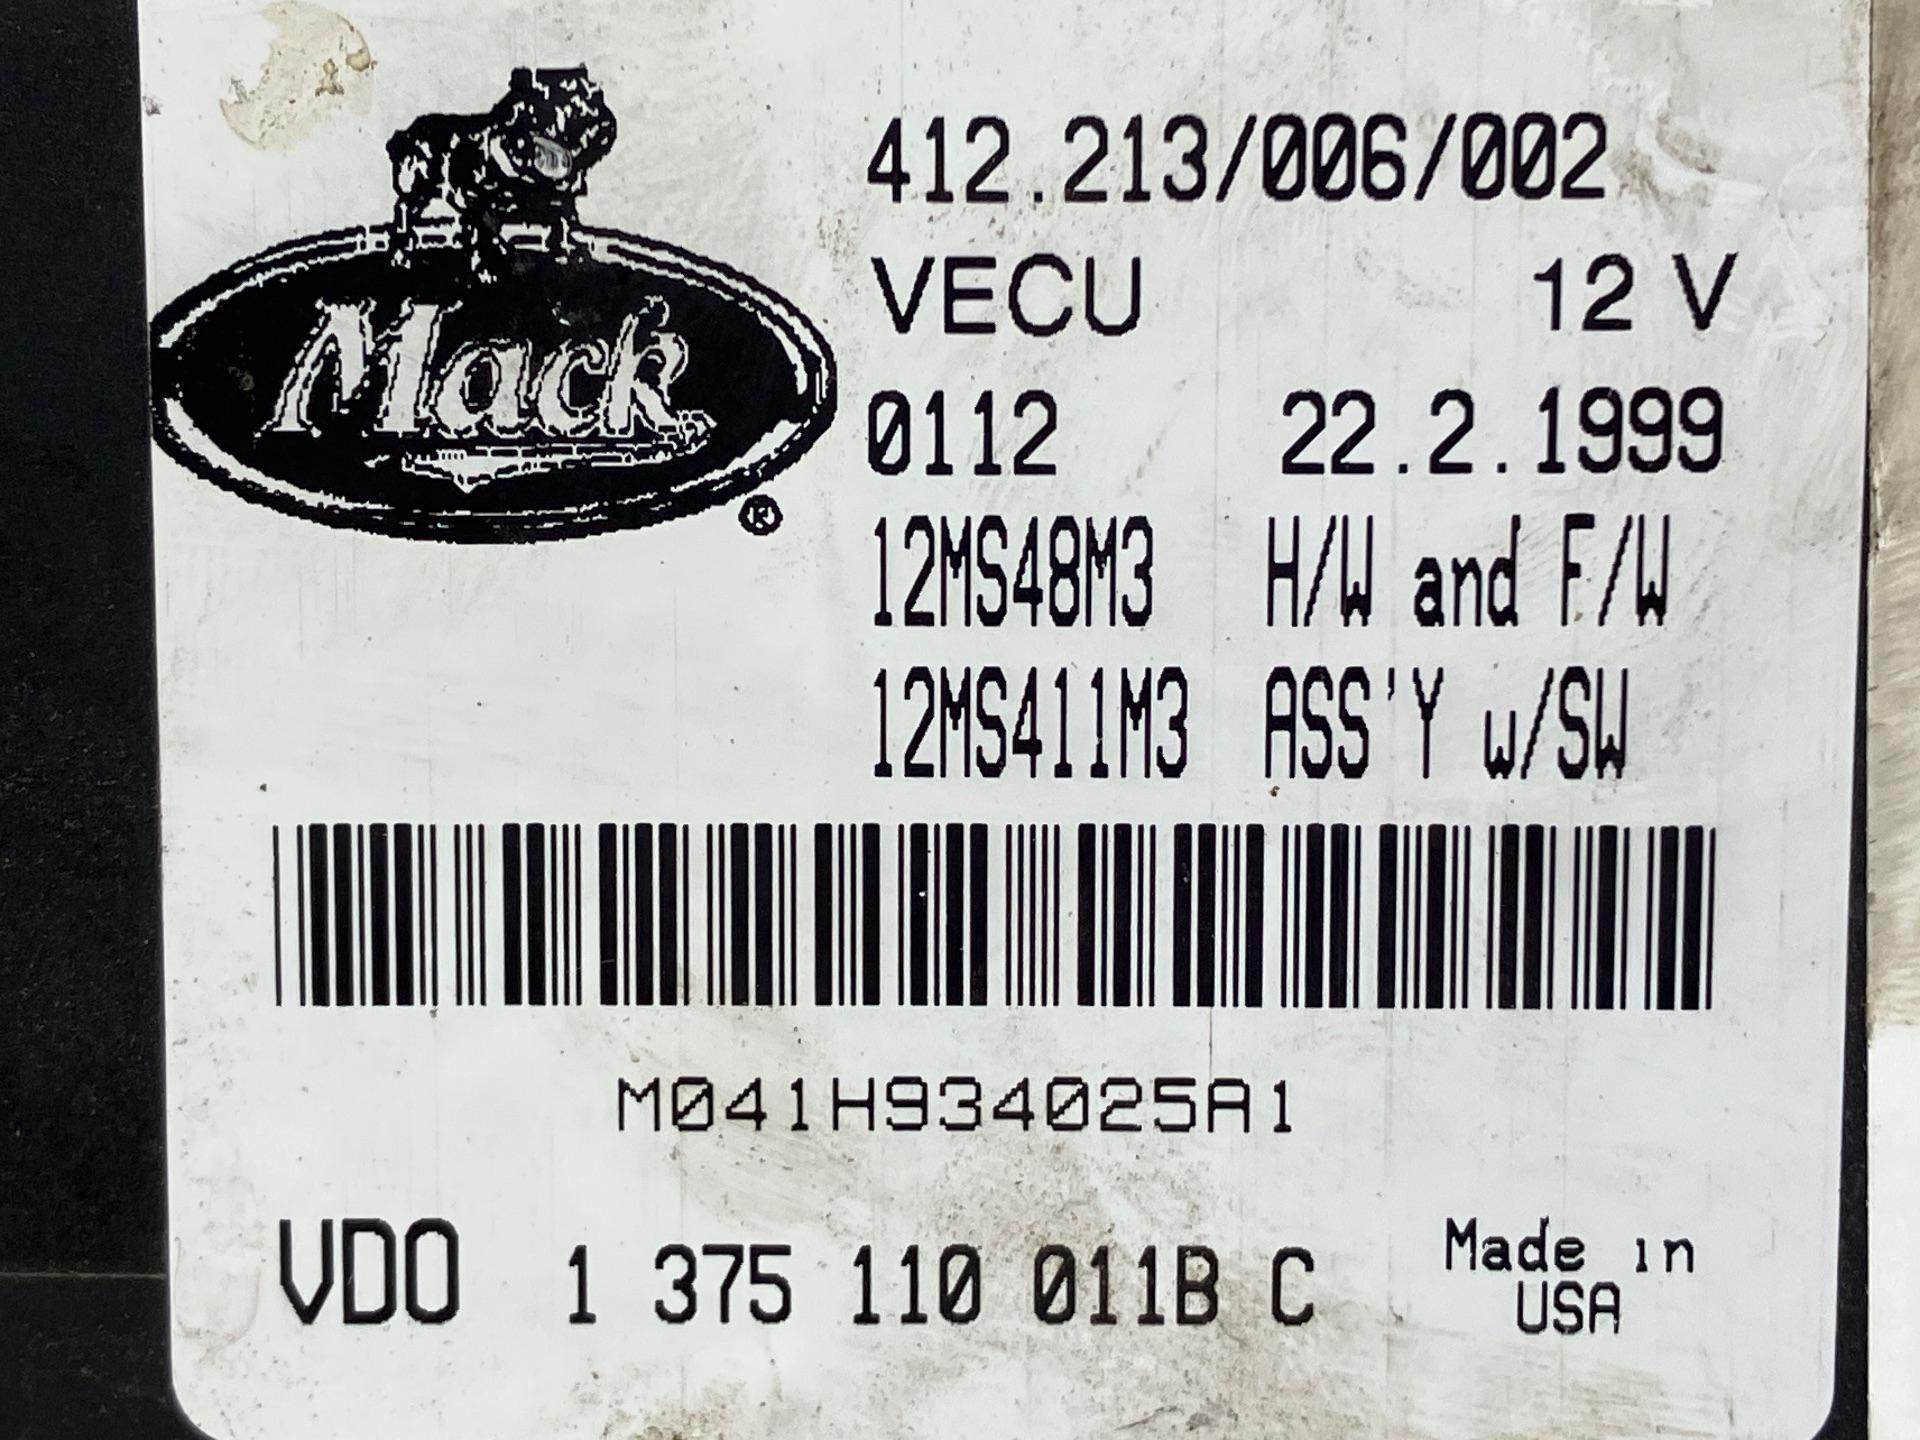 Mack
®
412.213/006/002
VECU 12 V
0112 22.2.1999
12MS48M3 H/W and F/W
12MS411M3 ASS'Y w/SW
M041H934025A1
VDO 1 375 110 011B C
Made in
USA